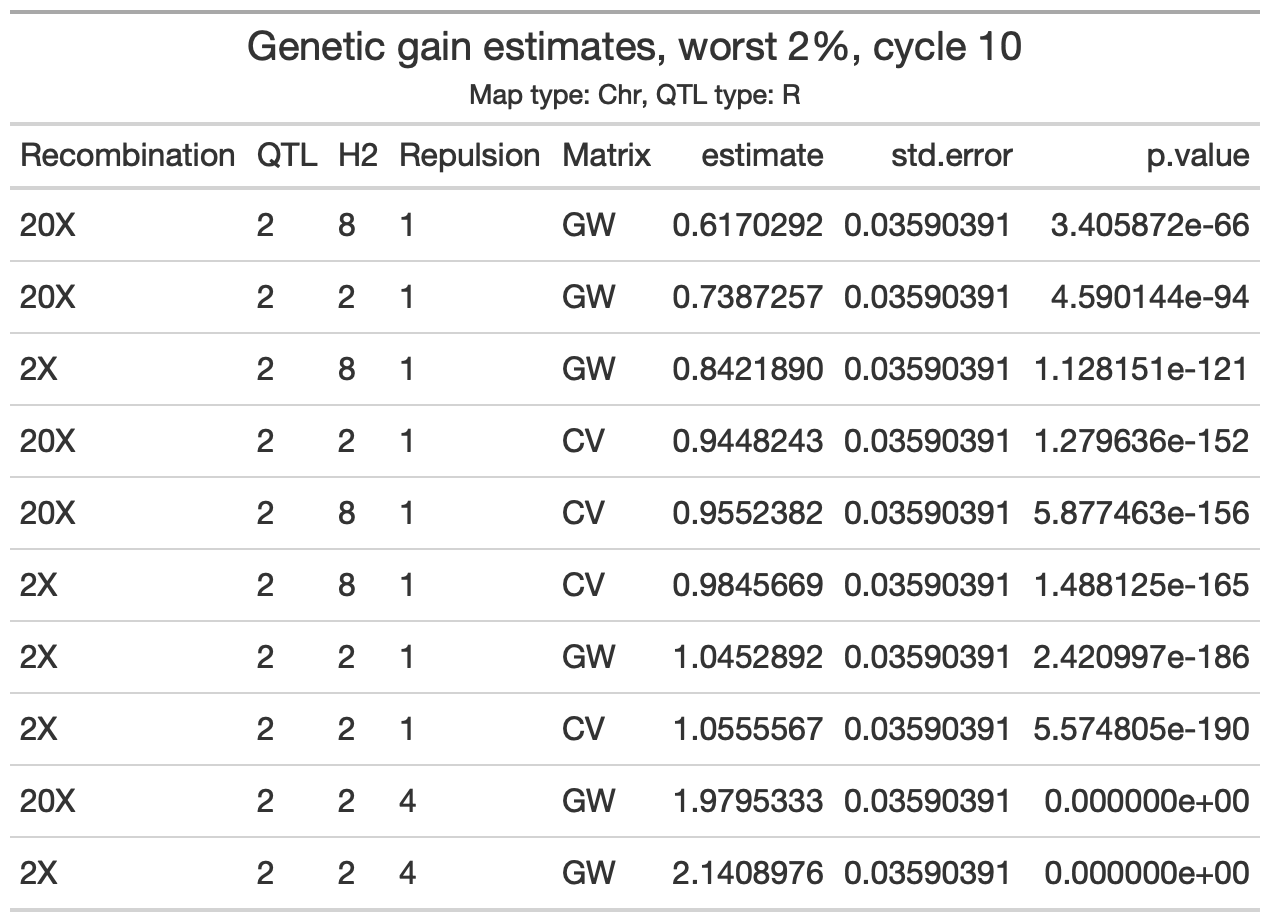 Genetic gain estimates, worst 2%, cycle 10
Map type: Chr, QTL type: R
Recombination QTL H2 Repulsion Matrix estimate std.error p.value
20X 2 8 1 GW 0.6170292 0.03590391 3.405872e-66
20X 2 2 1 GW 0.7387257 0.03590391 4.590144e-94
2X 2 8 1 GW 0.8421890 0.03590391 1.128151e-121
20X 2 2 1 CV 0.9448243 0.03590391 1.279636e-152
20X 2 8 1 CV 0.9552382 0.03590391 5.877463e-156
2X 2 8 1 CV 0.9845669 0.03590391 1.488125e-165
2X 2 2 1 GW 1.0452892 0.03590391 2.420997e-186
2X 2 2 1 CV 1.0555567 0.03590391 5.574805e-190
20X 2 2 4 GW 1.9795333 0.03590391 0.000000e+00
2X 2 2 4 GW 2.1408976 0.03590391 0.000000e+00